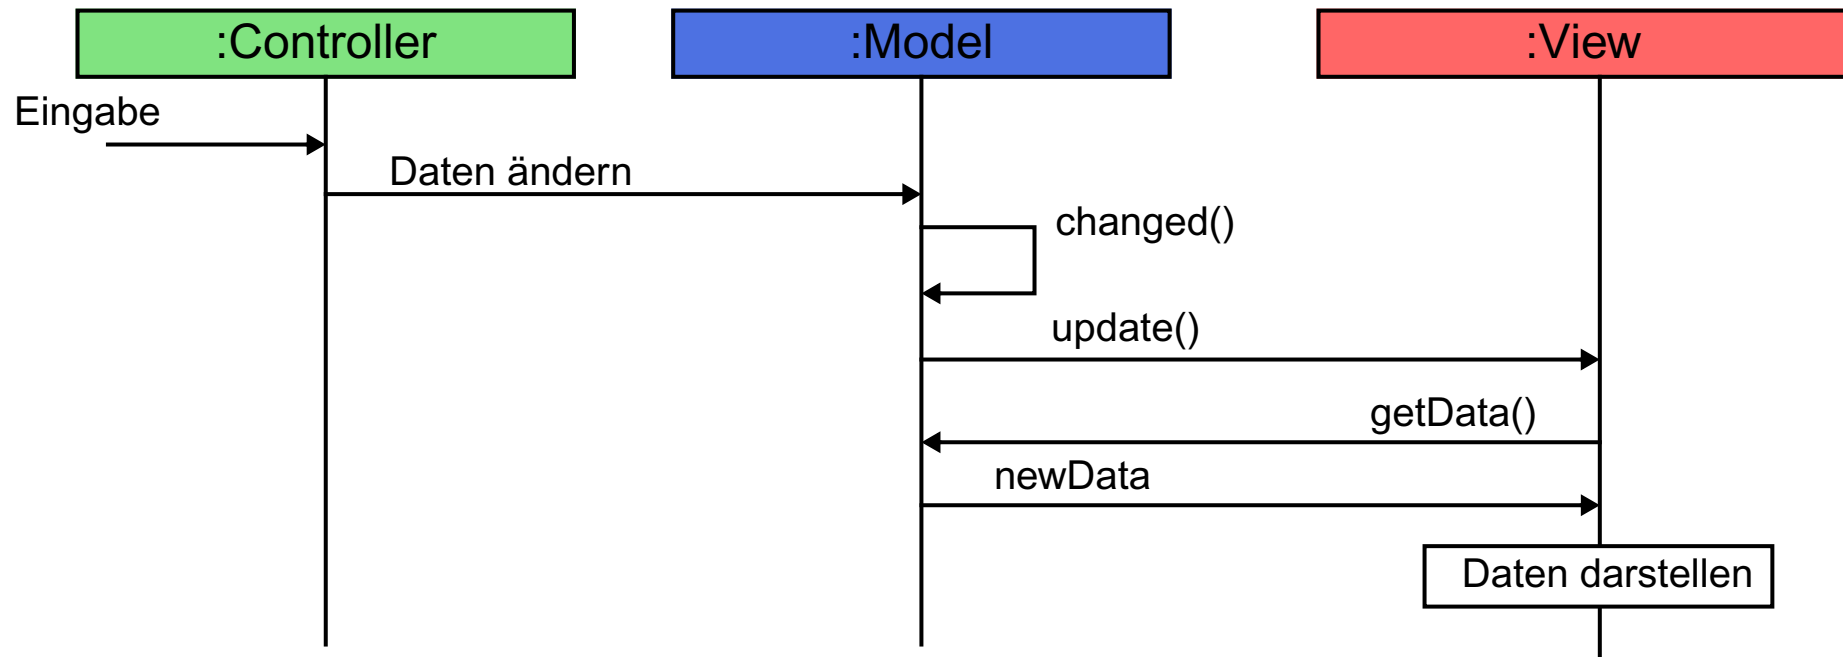 :Controller
:Model
:View
Eingabe
Daten ändern
changed()
update()
getData()
newData
Daten darstellen